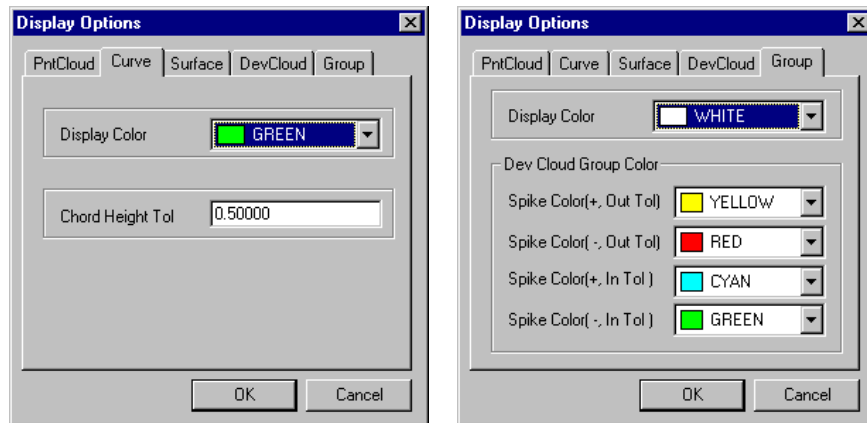 Display Options
PntCloud Curve Surface DevCloud Group
Display Color GREEN
Chord Height Tol 0.50000
OK Cancel
Display Options
PntCloud Curve Surface DevCloud Group
Display Color WHITE
Dev Cloud Group Color
Spike Color(+, Out Tol) YELLOW
Spike Color( -, Out Tol) RED
Spike Color(+, In Tol ) CYAN
Spike Color( -, In Tol ) GREEN
OK Cancel